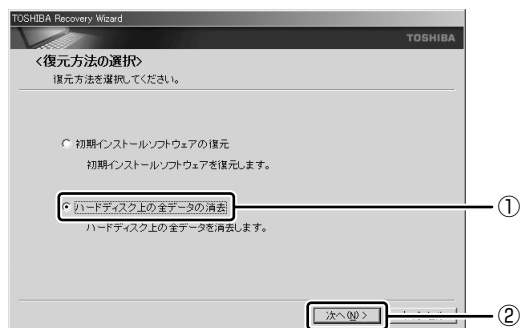 TOSHIBA Recovery Wizard
TOSHIBA
<復元方法の選択>
復元方法を選択してください。
初期インストールソフトウェアの復元
初期インストールソフトウェアを復元します。
ハードディスク上の全データの消去
ハードディスク上の全データを消去します。
①
次へ(N) >
②